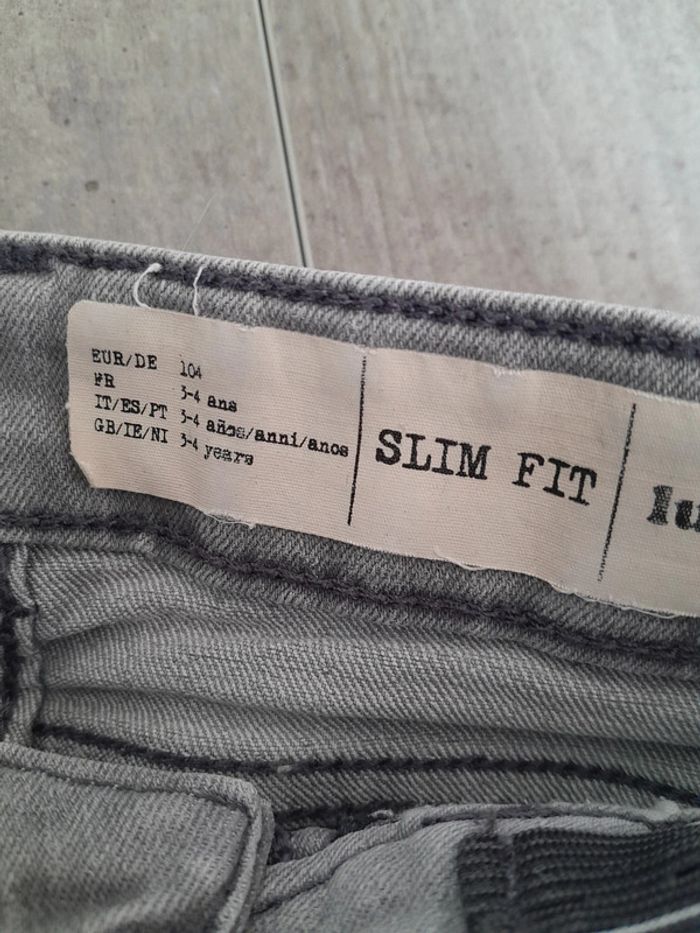 EUR/DE 104
FR 3-4 ans
IT/ES/PT 3-4 años/anni/anos
GB/IE/NI 3-4 years
SLIM FIT
lu